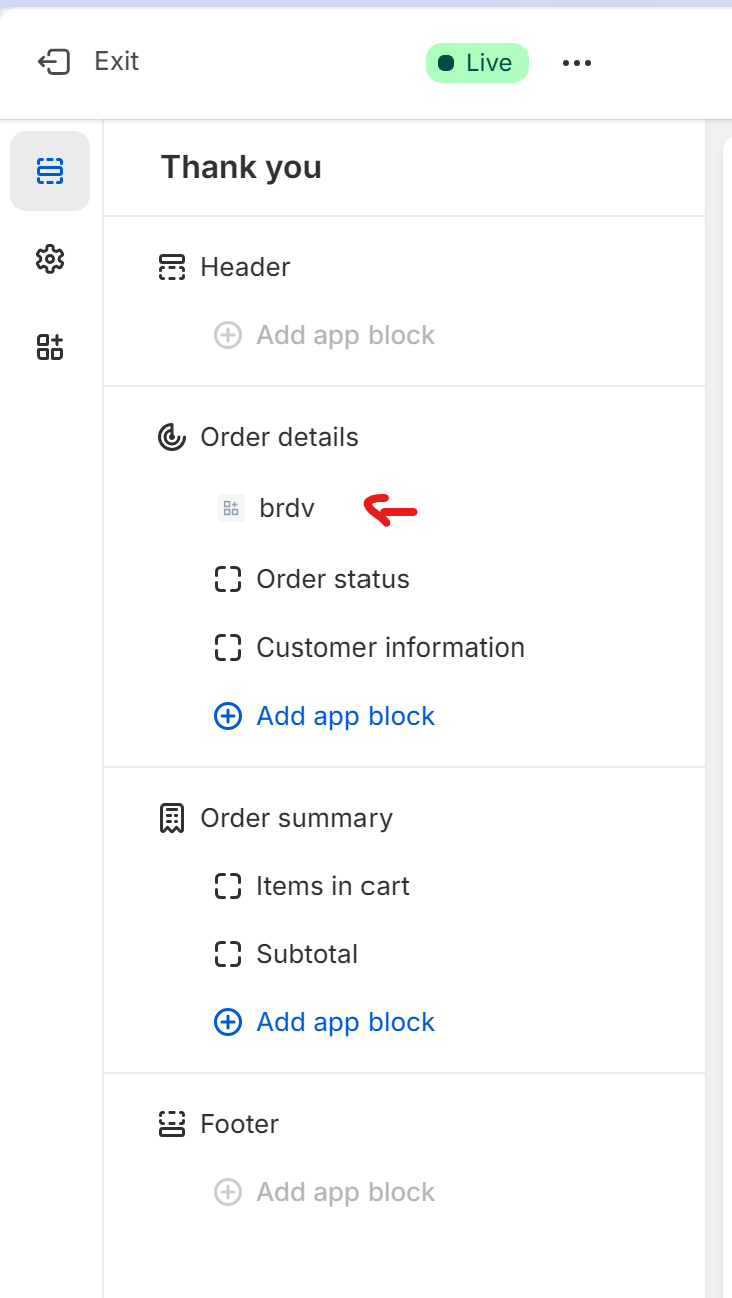 Exit
Live
Thank you
Header
Add app block
Order details
brdv
Order status
Customer information
Add app block
Order summary
Items in cart
Subtotal
Add app block
Footer
Add app block